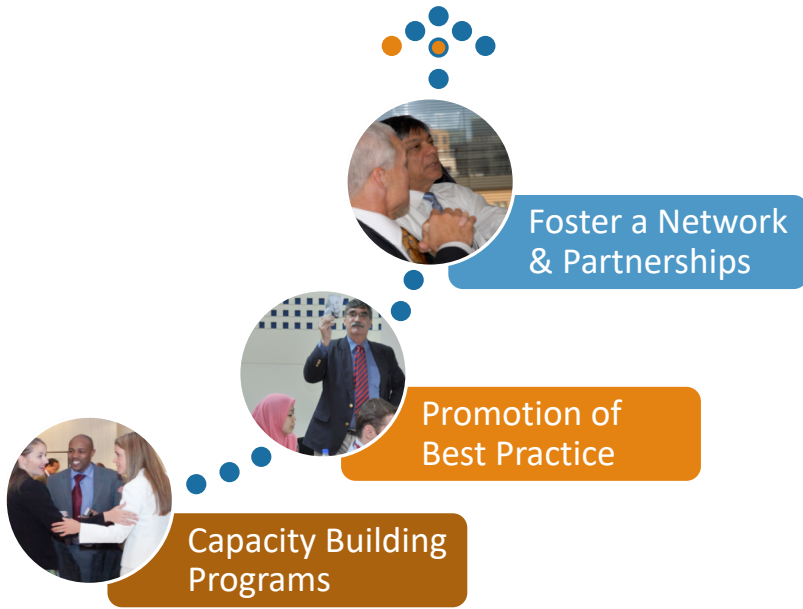 Foster a Network
& Partnerships
Promotion of
Best Practice
Capacity Building
Programs